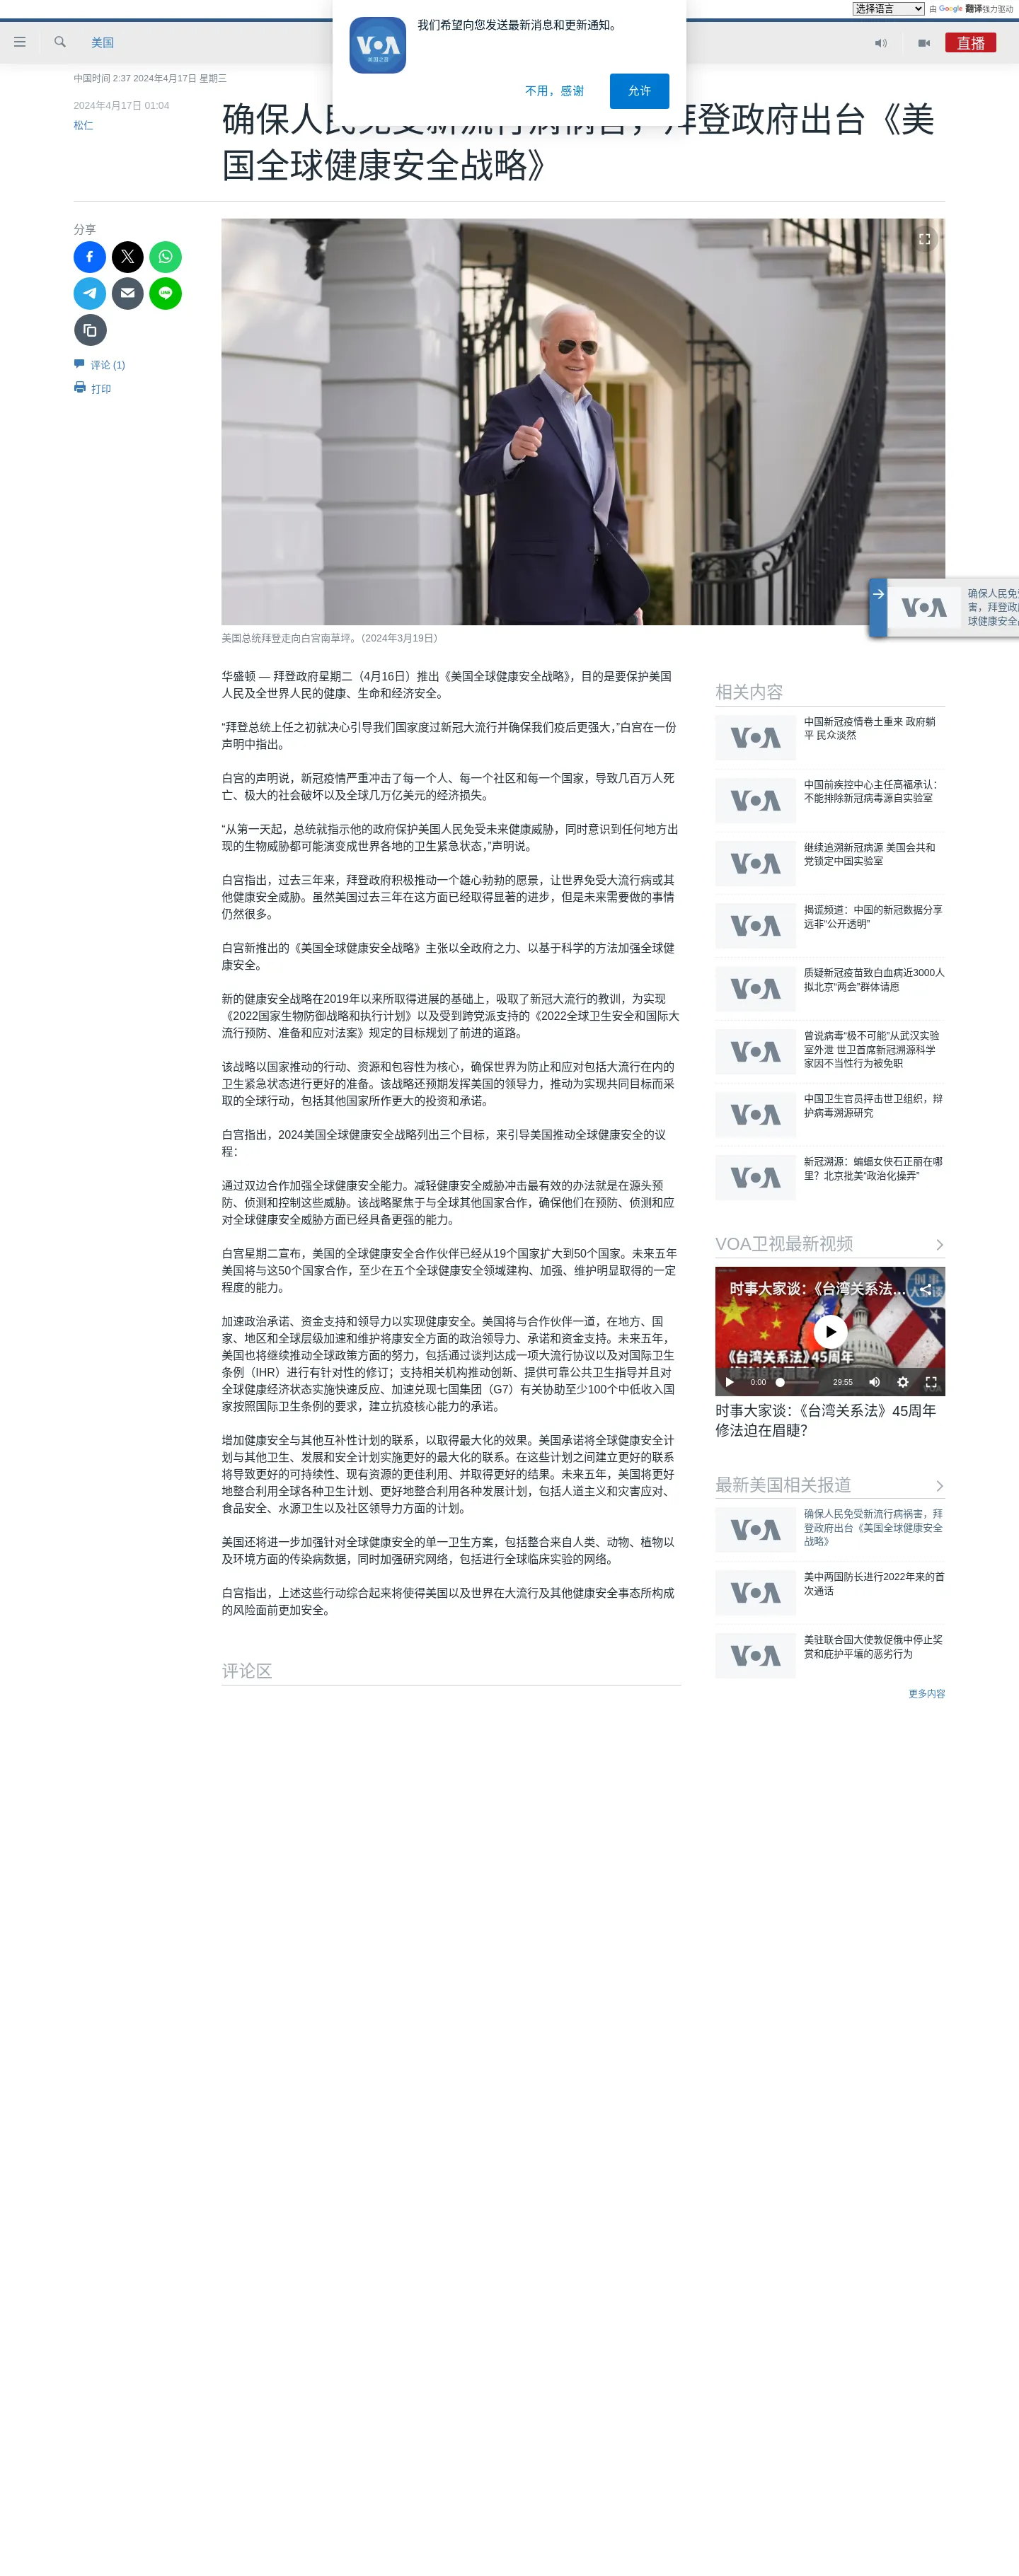 选择语言
由 Google 翻译强力驱动
美国
直播
VOA
美国之音
我们希望向您发送最新消息和更新通知。
不用，感谢
允许
中国时间 2:37 2024年4月17日 星期三
2024年4月17日 01:04
松仁
确保人民免受新流行病祸害，拜登政府出台《美
国全球健康安全战略》
分享
LINE
评论 (1)
打印
美国总统拜登走向白宫南草坪。（2024年3月19日）
VOA
确保人民免
害，拜登政
球健康安全
华盛顿 — 拜登政府星期二（4月16日）推出《美国全球健康安全战略》，目的是要保护美国
人民及全世界人民的健康、生命和经济安全。
“拜登总统上任之初就决心引导我们国家度过新冠大流行并确保我们疫后更强大，”白宫在一份
声明中指出。
白宫的声明说，新冠疫情严重冲击了每一个人、每一个社区和每一个国家，导致几百万人死
亡、极大的社会破坏以及全球几万亿美元的经济损失。
“从第一天起，总统就指示他的政府保护美国人民免受未来健康威胁，同时意识到任何地方出
现的生物威胁都可能演变成世界各地的卫生紧急状态，”声明说。
白宫指出，过去三年来，拜登政府积极推动一个雄心勃勃的愿景，让世界免受大流行病或其
他健康安全威胁。虽然美国过去三年在这方面已经取得显著的进步，但是未来需要做的事情
仍然很多。
白宫新推出的《美国全球健康安全战略》主张以全政府之力、以基于科学的方法加强全球健
康安全。
新的健康安全战略在2019年以来所取得进展的基础上，吸取了新冠大流行的教训，为实现
《2022国家生物防御战略和执行计划》以及受到跨党派支持的《2022全球卫生安全和国际大
流行预防、准备和应对法案》规定的目标规划了前进的道路。
该战略以国家推动的行动、资源和包容性为核心，确保世界为防止和应对包括大流行在内的
卫生紧急状态进行更好的准备。该战略还预期发挥美国的领导力，推动为实现共同目标而采
取的全球行动，包括其他国家所作更大的投资和承诺。
白宫指出，2024美国全球健康安全战略列出三个目标，来引导美国推动全球健康安全的议
程：
通过双边合作加强全球健康安全能力。减轻健康安全威胁冲击最有效的办法就是在源头预
防、侦测和控制这些威胁。该战略聚焦于与全球其他国家合作，确保他们在预防、侦测和应
对全球健康安全威胁方面已经具备更强的能力。
白宫星期二宣布，美国的全球健康安全合作伙伴已经从19个国家扩大到50个国家。未来五年
美国将与这50个国家合作，至少在五个全球健康安全领域建构、加强、维护明显取得的一定
程度的能力。
加速政治承诺、资金支持和领导力以实现健康安全。美国将与合作伙伴一道，在地方、国
家、地区和全球层级加速和维护将康安全方面的政治领导力、承诺和资金支持。未来五年，
美国也将继续推动全球政策方面的努力，包括通过谈判达成一项大流行协议以及对国际卫生
条例（IHR）进行有针对性的修订；支持相关机构推动创新、提供可靠公共卫生指导并且对
全球健康经济状态实施快速反应、加速兑现七国集团（G7）有关协助至少100个中低收入国
家按照国际卫生条例的要求，建立抗疫核心能力的承诺。
增加健康安全与其他互补性计划的联系，以取得最大化的效果。美国承诺将全球健康安全计
划与其他卫生、发展和安全计划实施更好的最大化的联系。在这些计划之间建立更好的联系
将导致更好的可持续性、现有资源的更佳利用、并取得更好的结果。未来五年，美国将更好
地整合利用全球各种卫生计划、更好地整合利用各种发展计划，包括人道主义和灾害应对、
食品安全、水源卫生以及社区领导力方面的计划。
美国还将进一步加强针对全球健康安全的单一卫生方案，包括整合来自人类、动物、植物以
及环境方面的传染病数据，同时加强研究网络，包括进行全球临床实验的网络。
白宫指出，上述这些行动综合起来将使得美国以及世界在大流行及其他健康安全事态所构成
的风险面前更加安全。
评论区
相关内容
VOA
中国新冠疫情卷土重来 政府躺
平 民众淡然
VOA
中国前疾控中心主任高福承认：
不能排除新冠病毒源自实验室
VOA
继续追溯新冠病源 美国会共和
党锁定中国实验室
VOA
揭谎频道：中国的新冠数据分享
远非“公开透明”
VOA
质疑新冠疫苗致白血病近3000人
拟北京“两会”群体请愿
VOA
曾说病毒“极不可能”从武汉实验
室外泄 世卫首席新冠溯源科学
家因不当性行为被免职
VOA
中国卫生官员抨击世卫组织，辩
护病毒溯源研究
VOA
新冠溯源：蝙蝠女侠石正丽在哪
里？北京批美“政治化操弄”
VOA卫视最新视频
时事大家谈：《台湾关系法...
《台湾关系法》45周年
修法迫在眉睫？
0:00
29:55
时事大家谈：《台湾关系法》45周年
修法迫在眉睫？
最新美国相关报道
VOA
确保人民免受新流行病祸害，拜
登政府出台《美国全球健康安全
战略》
VOA
美中两国防长进行2022年来的首
次通话
VOA
美驻联合国大使敦促俄中停止奖
赏和庇护平壤的恶劣行为
更多内容